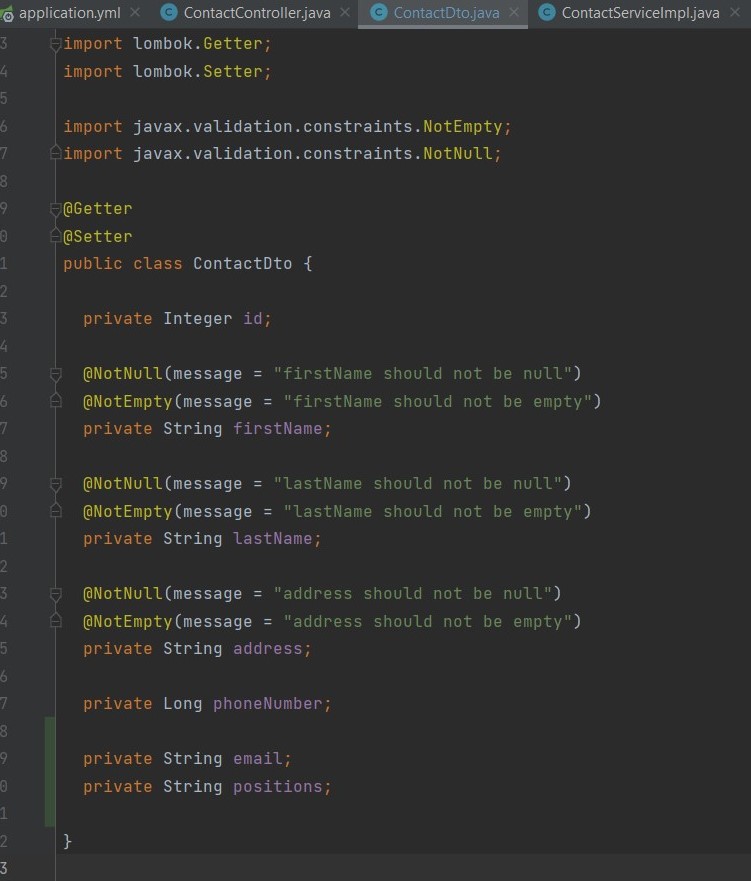 application.yml ContactController.java ContactDto.java ContactServiceImpl.java
3 import lombok.Getter;
4 import lombok.Setter;
5
6 import javax.validation.constraints.NotEmpty;
7 import javax.validation.constraints.NotNull;
8
9 @Getter
0 @Setter
1 public class ContactDto {
2
3 private Integer id;
4
5 @NotNull(message = "firstName should not be null")
6 @NotEmpty(message = "firstName should not be empty")
7 private String firstName;
8
9 @NotNull(message = "lastName should not be null")
0 @NotEmpty(message = "lastName should not be empty")
1 private String lastName;
2
3 @NotNull(message = "address should not be null")
4 @NotEmpty(message = "address should not be empty")
5 private String address;
6
7 private Long phoneNumber;
8
9 private String email;
0 private String positions;
1
2 }
3